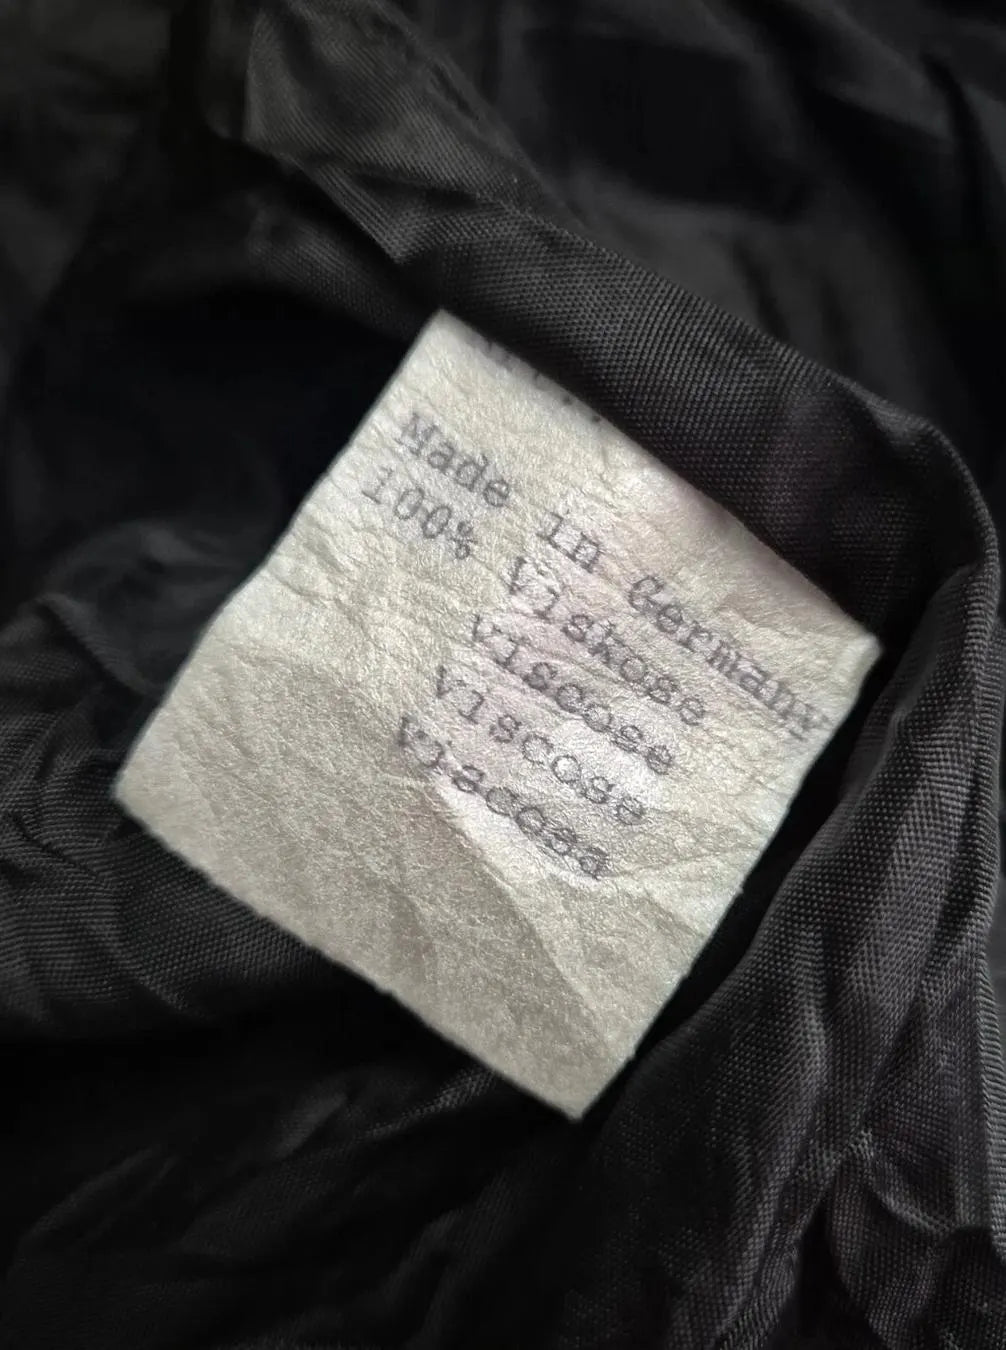 Made in Germany
100% Viskose
viscose
viscose
viscosa